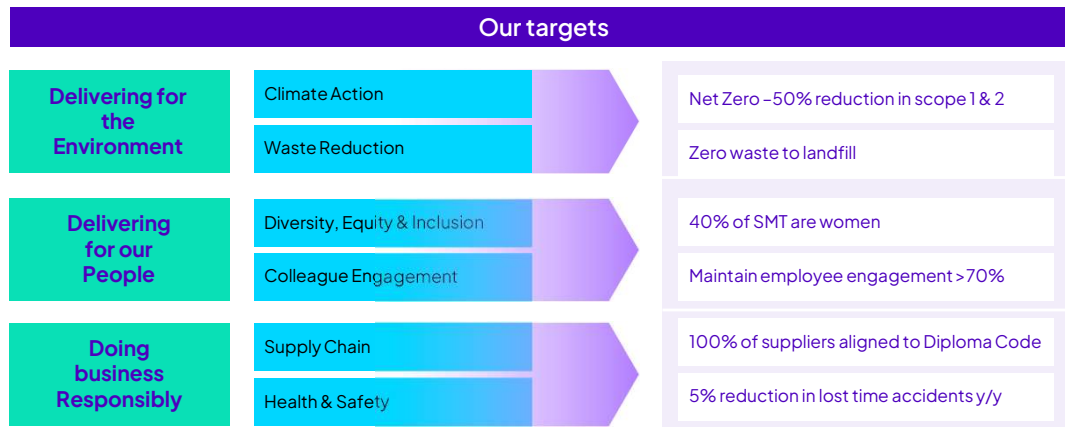 Our targets
Delivering for
the
Environment
Climate Action
Waste Reduction
Net Zero –50% reduction in scope 1 & 2
Zero waste to landfill
Delivering
for our
People
Diversity, Equity & Inclusion
Colleague Engagement
40% of SMT are women
Maintain employee engagement >70%
Doing
business
Responsibly
Supply Chain
Health & Safety
100% of suppliers aligned to Diploma Code
5% reduction in lost time accidents y/y